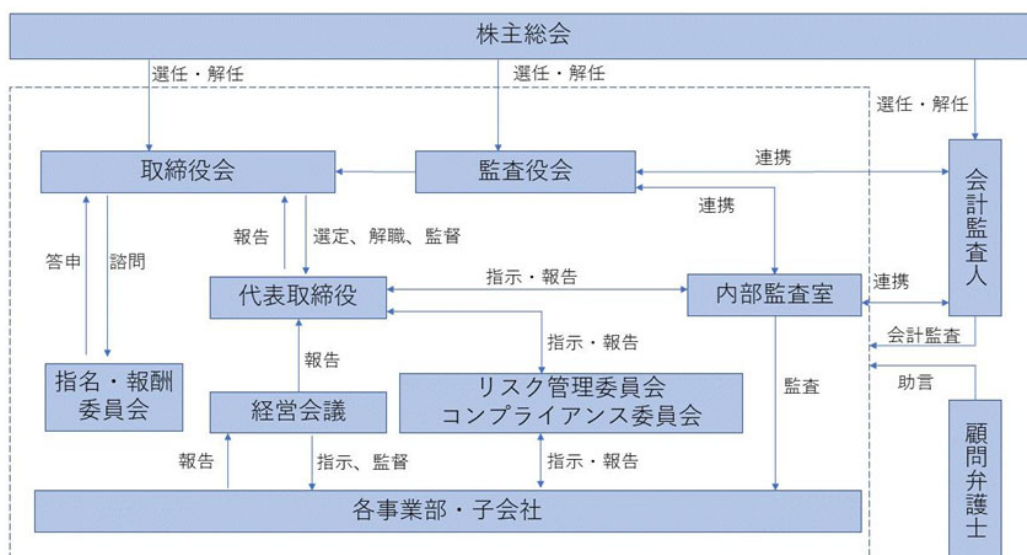 株主総会
選任・解任
選任・解任
選任・解任
取締役会
監査役会
連携
会計監査人
連携
報告
選定、解職、監督
答申
諮問
指示・報告
代表取締役
内部監査室
連携
会計監査
指示・報告
報告
指名・報酬
委員会
リスク管理委員会
コンプライアンス委員会
監査
助言
経営会議
顧問弁護士
報告
指示、監督
指示・報告
各事業部・子会社